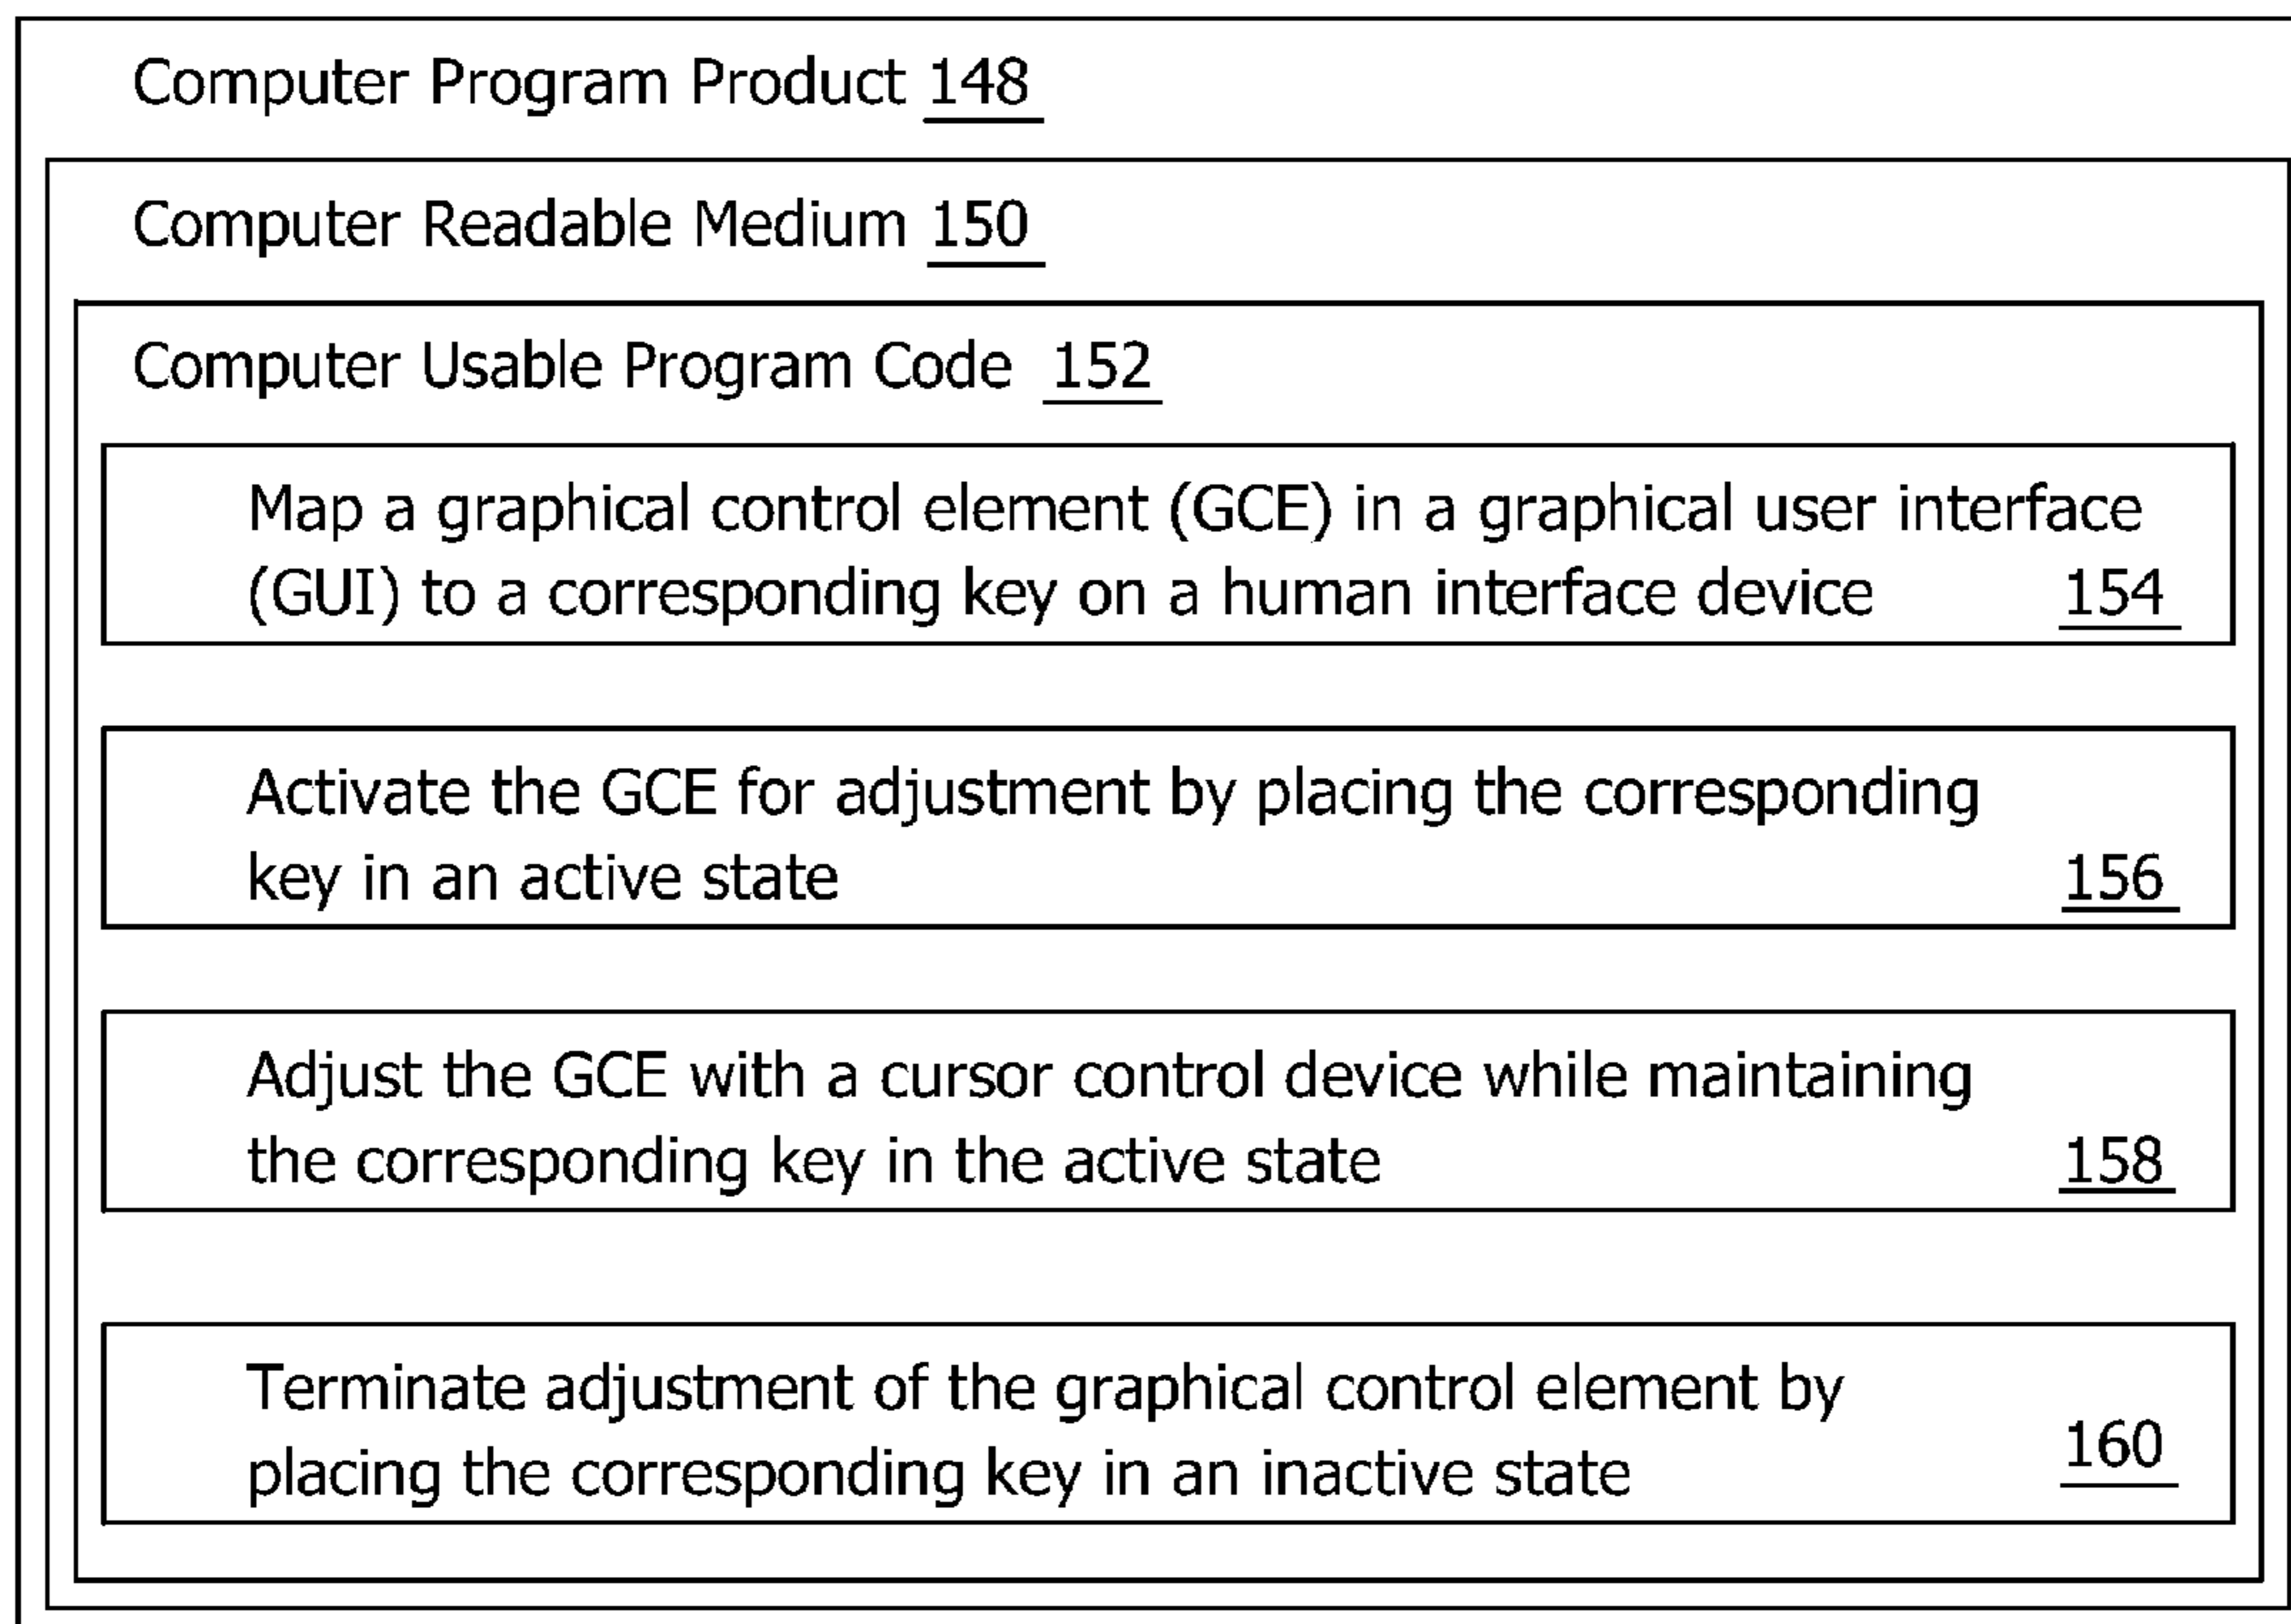 Computer Program Product 148
Computer Readable Medium 150
Computer Usable Program Code 152
Map a graphical control element (GCE) in a graphical user interface
(GUI) to a corresponding key on a human interface device 154
Activate the GCE for adjustment by placing the corresponding
key in an active state 156
Adjust the GCE with a cursor control device while maintaining
the corresponding key in the active state 158
Terminate adjustment of the graphical control element by
placing the corresponding key in an inactive state 160